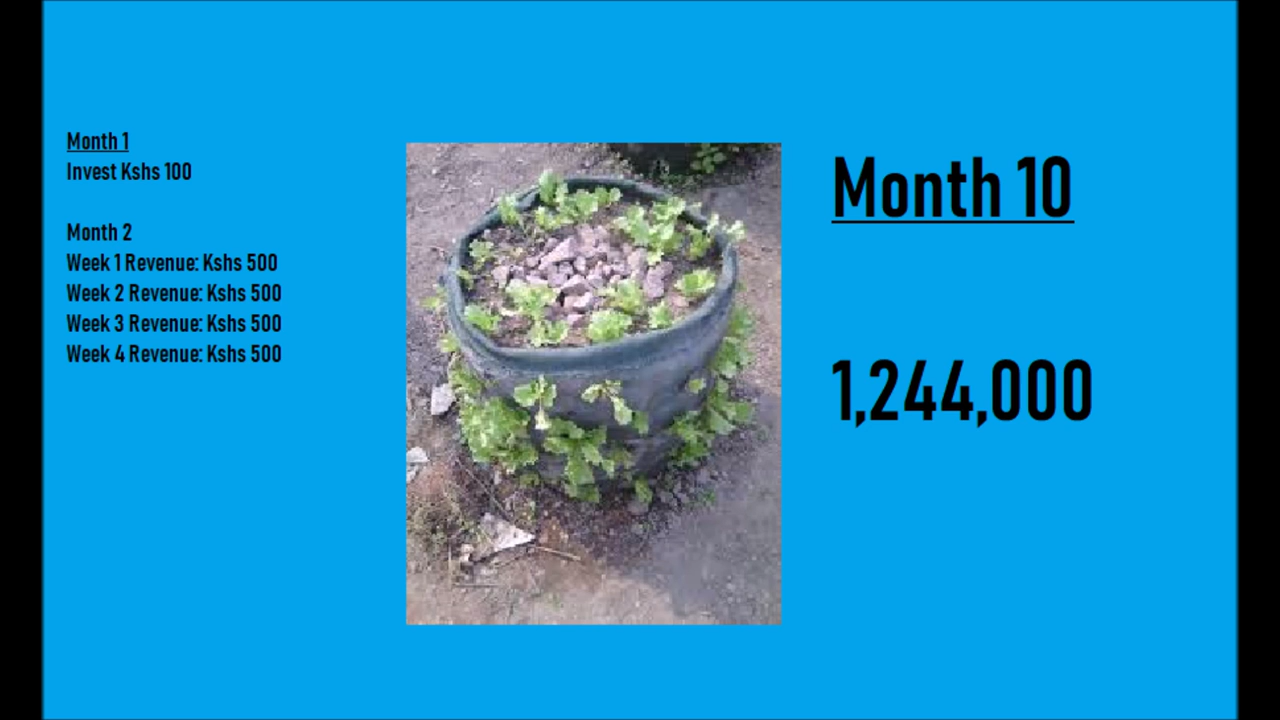 Month 1
Invest Kshs 100
Month 2
Week 1 Revenue: Kshs 500
Week 2 Revenue: Kshs 500
Week 3 Revenue: Kshs 500
Week 4 Revenue: Kshs 500
Month 10
1,244,000